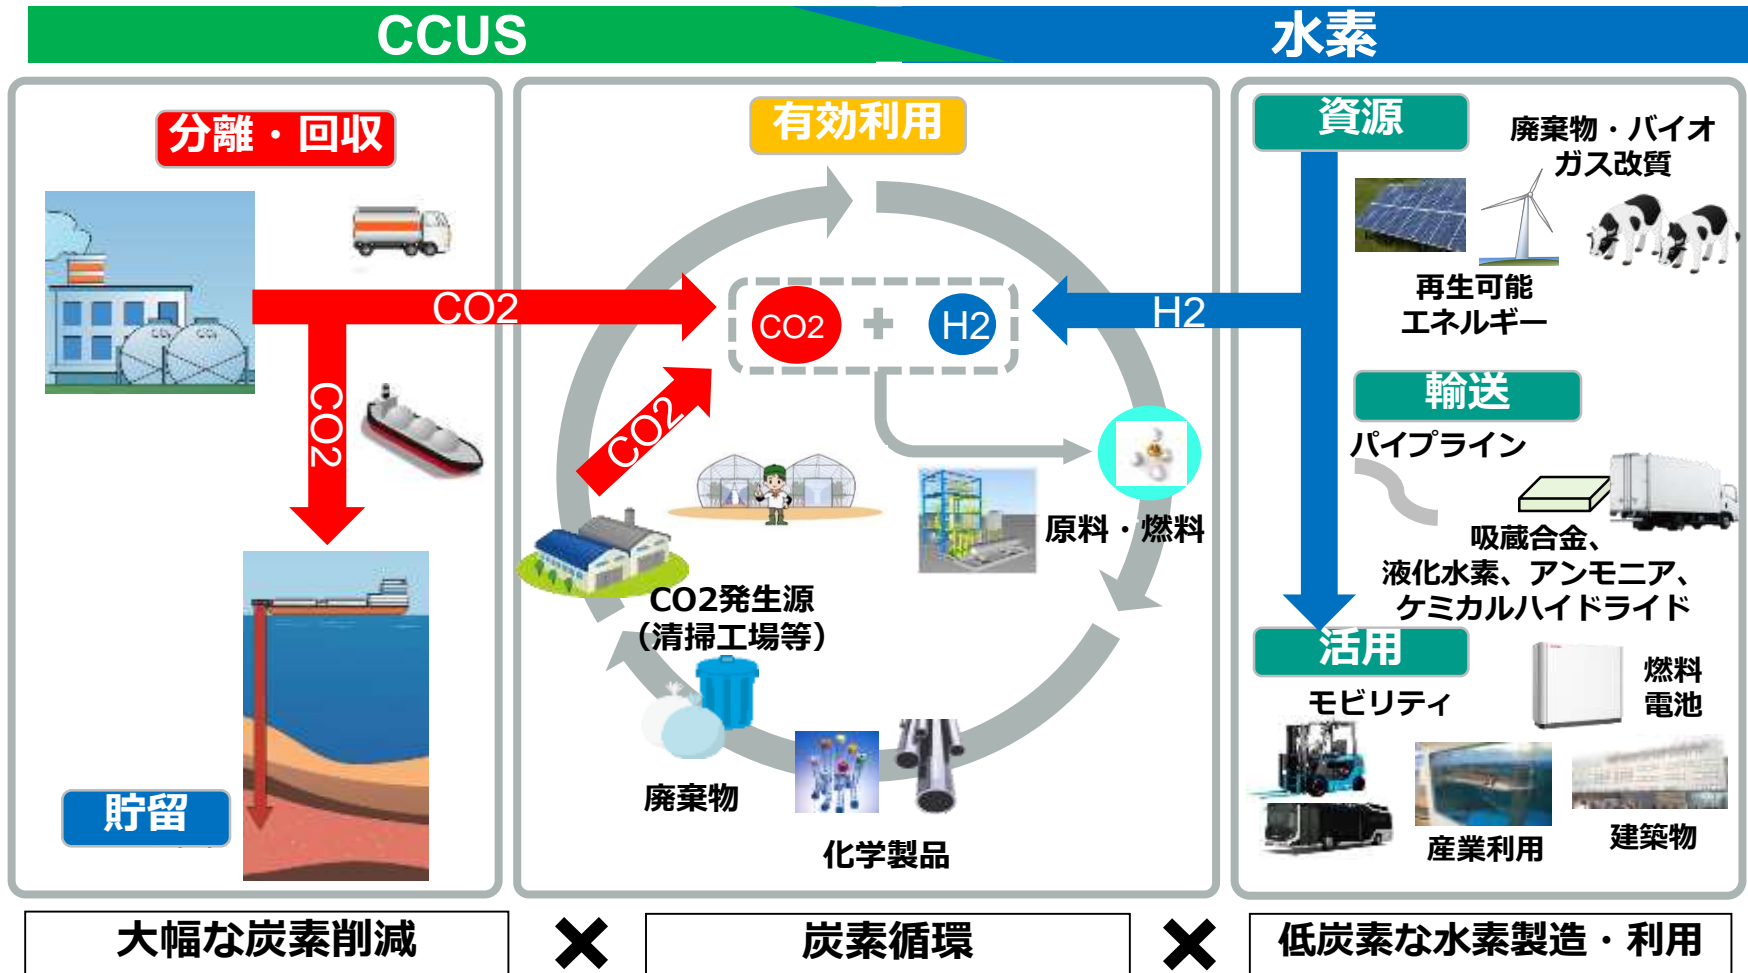 CCUS
水素
分離・回収
CO2
CO2
貯留
有効利用
CO2
+
H2
CO2
原料・燃料
CO2発生源
（清掃工場等）
廃棄物
化学製品
資源
廃棄物・バイオ
ガス改質
再生可能
エネルギー
H2
輸送
パイプライン
吸蔵合金、
液化水素、アンモニア、
ケミカルハイドライド
活用
モビリティ
燃料
電池
産業利用
建築物
大幅な炭素削減
×
炭素循環
×
低炭素な水素製造・利用